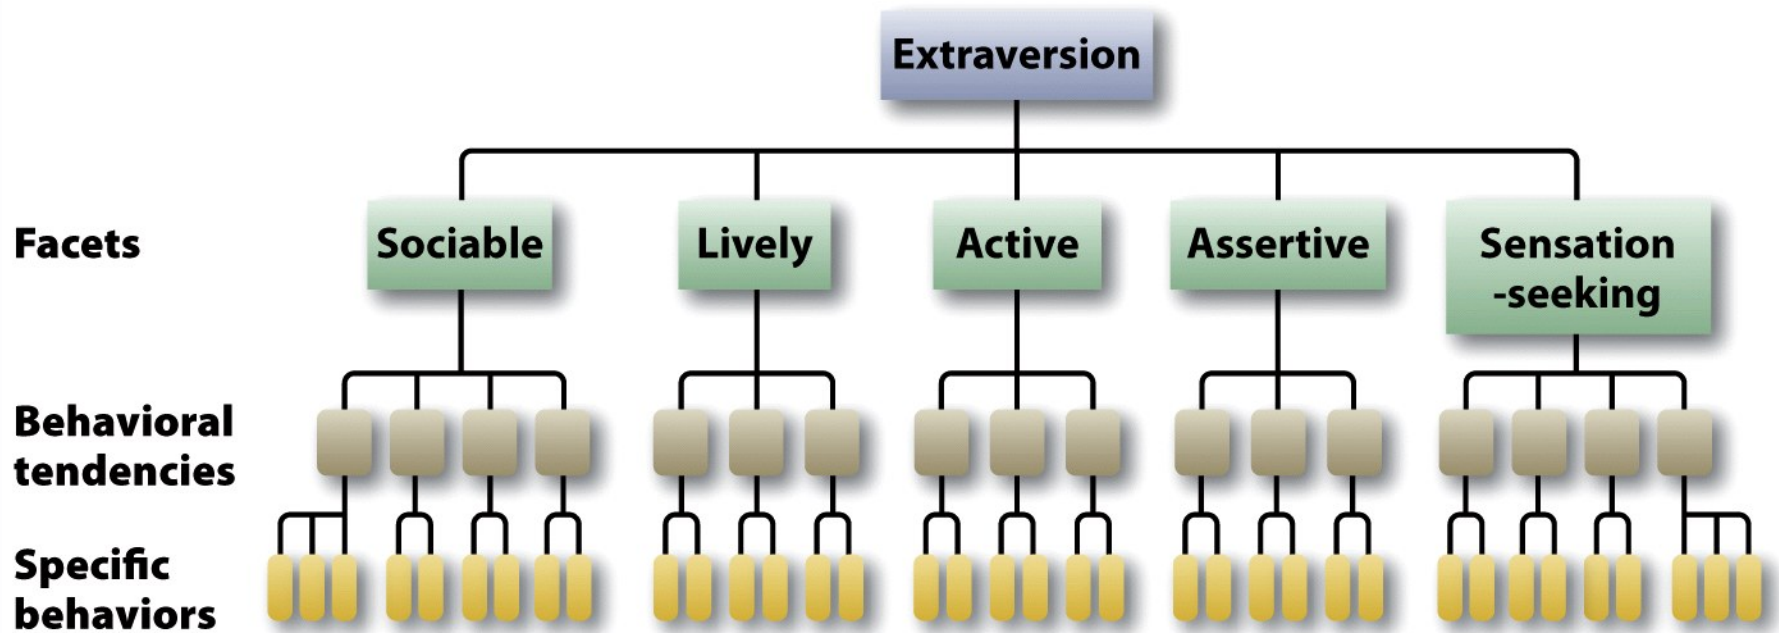 Extraversion
Facets
Sociable
Lively
Active
Assertive
Sensation
-seeking
Behavioral
tendencies
Specific
behaviors